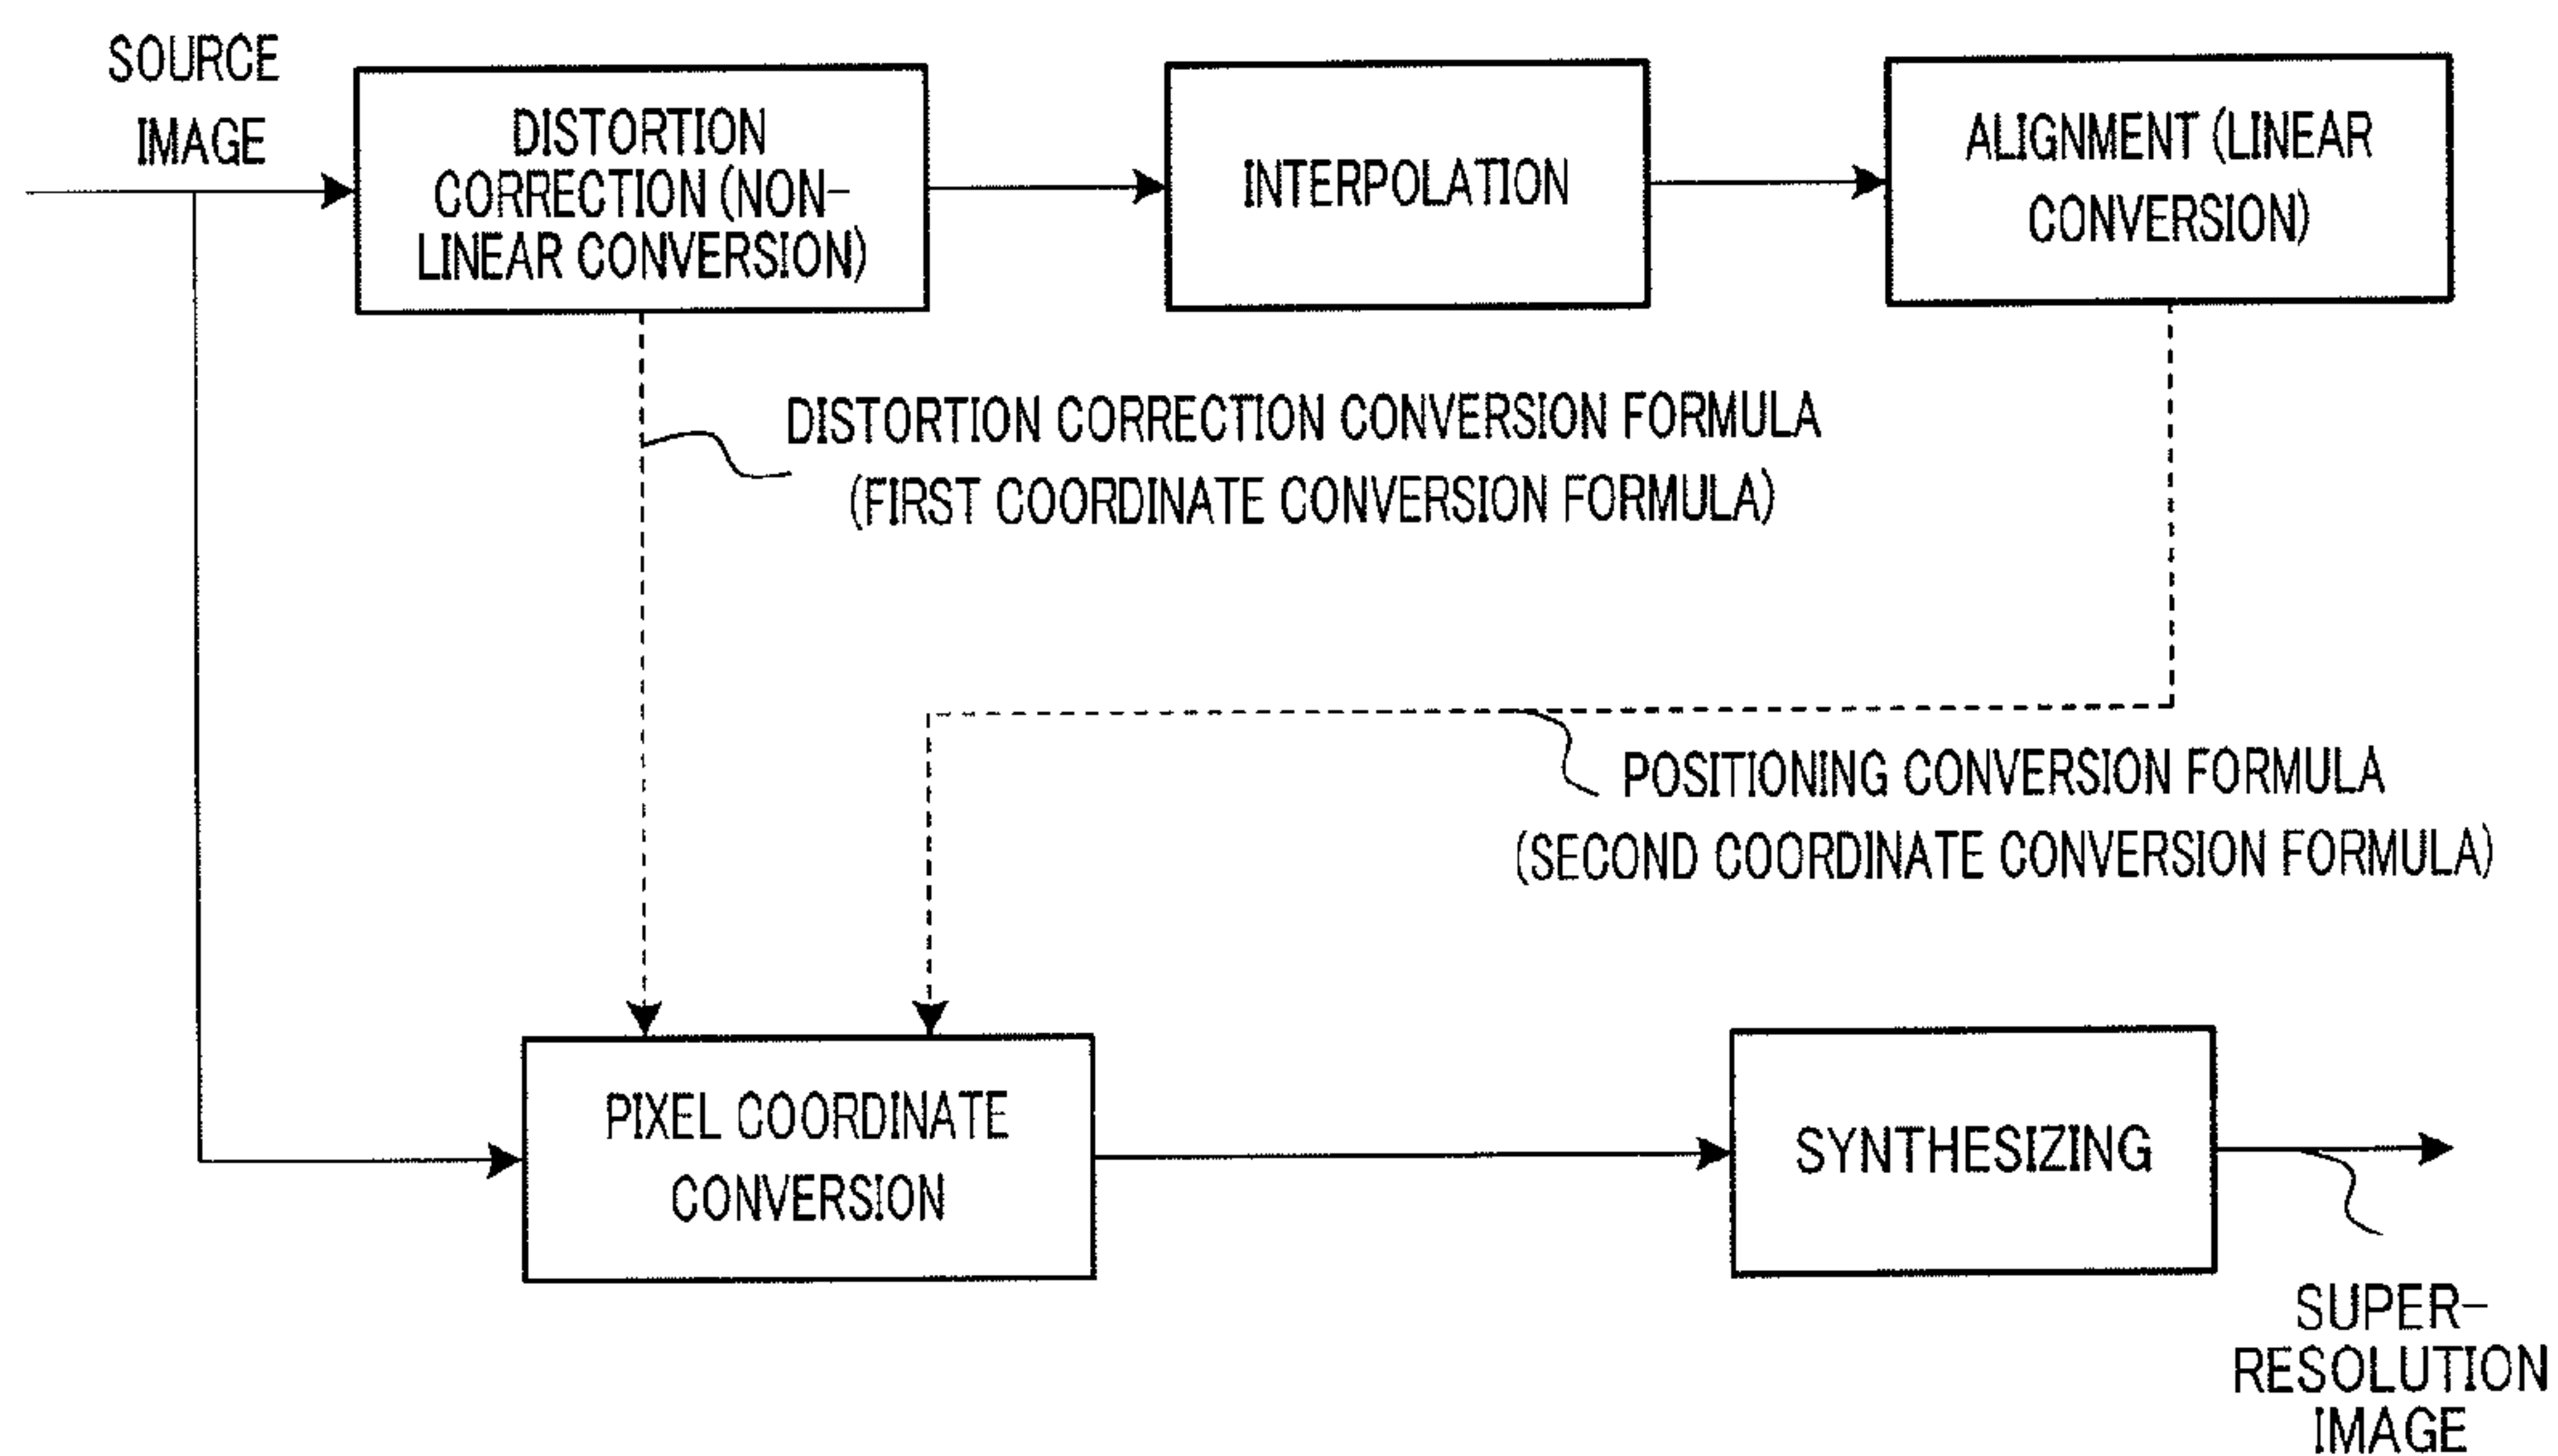 SOURCE
IMAGE
DISTORTION
CORRECTION (NON-
LINEAR CONVERSION)
INTERPOLATION
ALIGNMENT (LINEAR
CONVERSION)
DISTORTION CORRECTION CONVERSION FORMULA
(FIRST COORDINATE CONVERSION FORMULA)
POSITIONING CONVERSION FORMULA
(SECOND COORDINATE CONVERSION FORMULA)
PIXEL COORDINATE
CONVERSION
SYNTHESIZING
SUPER-
RESOLUTION
IMAGE